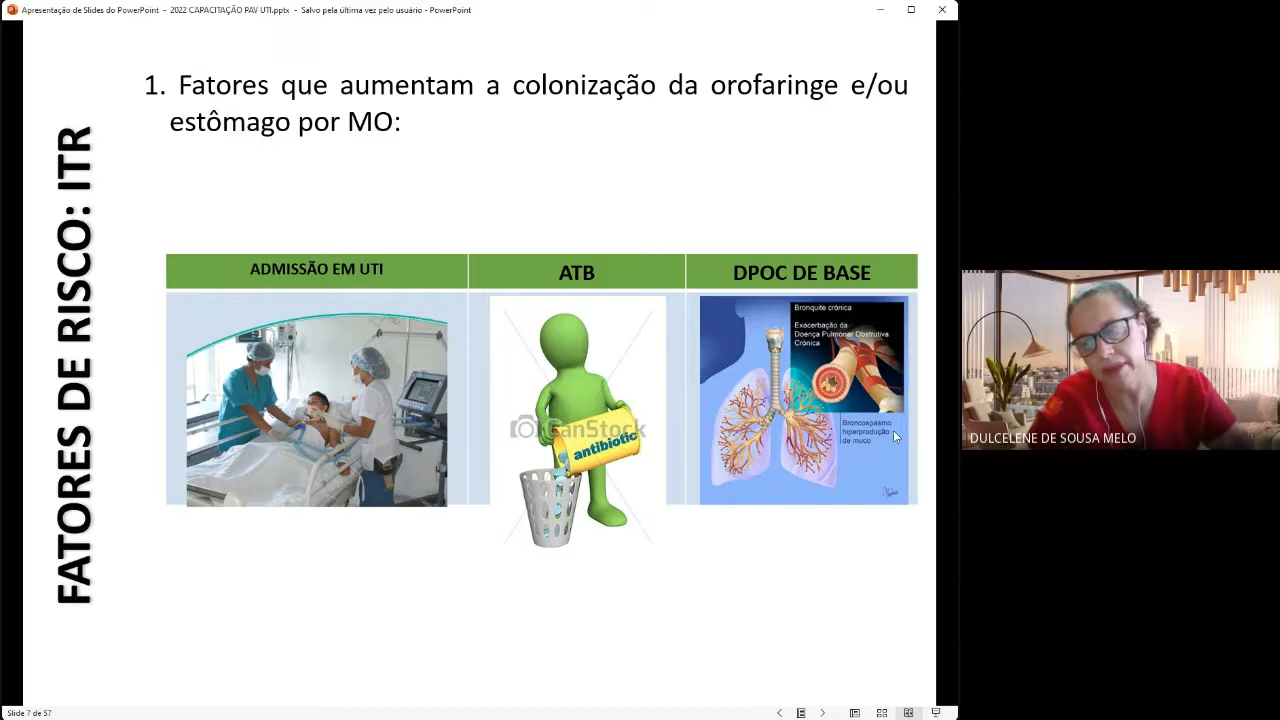 Apresentação de Slides do PowerPoint - 2022 CAPACITAÇÃO PAV UTI.pptx - Salvo pela última vez pelo usuário - PowerPoint
1. Fatores que aumentam a colonização da orofaringe e/ou
estômago por MO:
FATORES DE RISCO: ITR
ADMISSÃO EM UTI
ATB
DPOC DE BASE
CanStock
antibiotic
Bronquite crónica
Exacerbação da
Doença Pulmonar Obstrutiva
Crónica
Broncospasmo
hiperprodução
de muco
DULCELENE DE SOUSA MELO
Slide 7 de 57